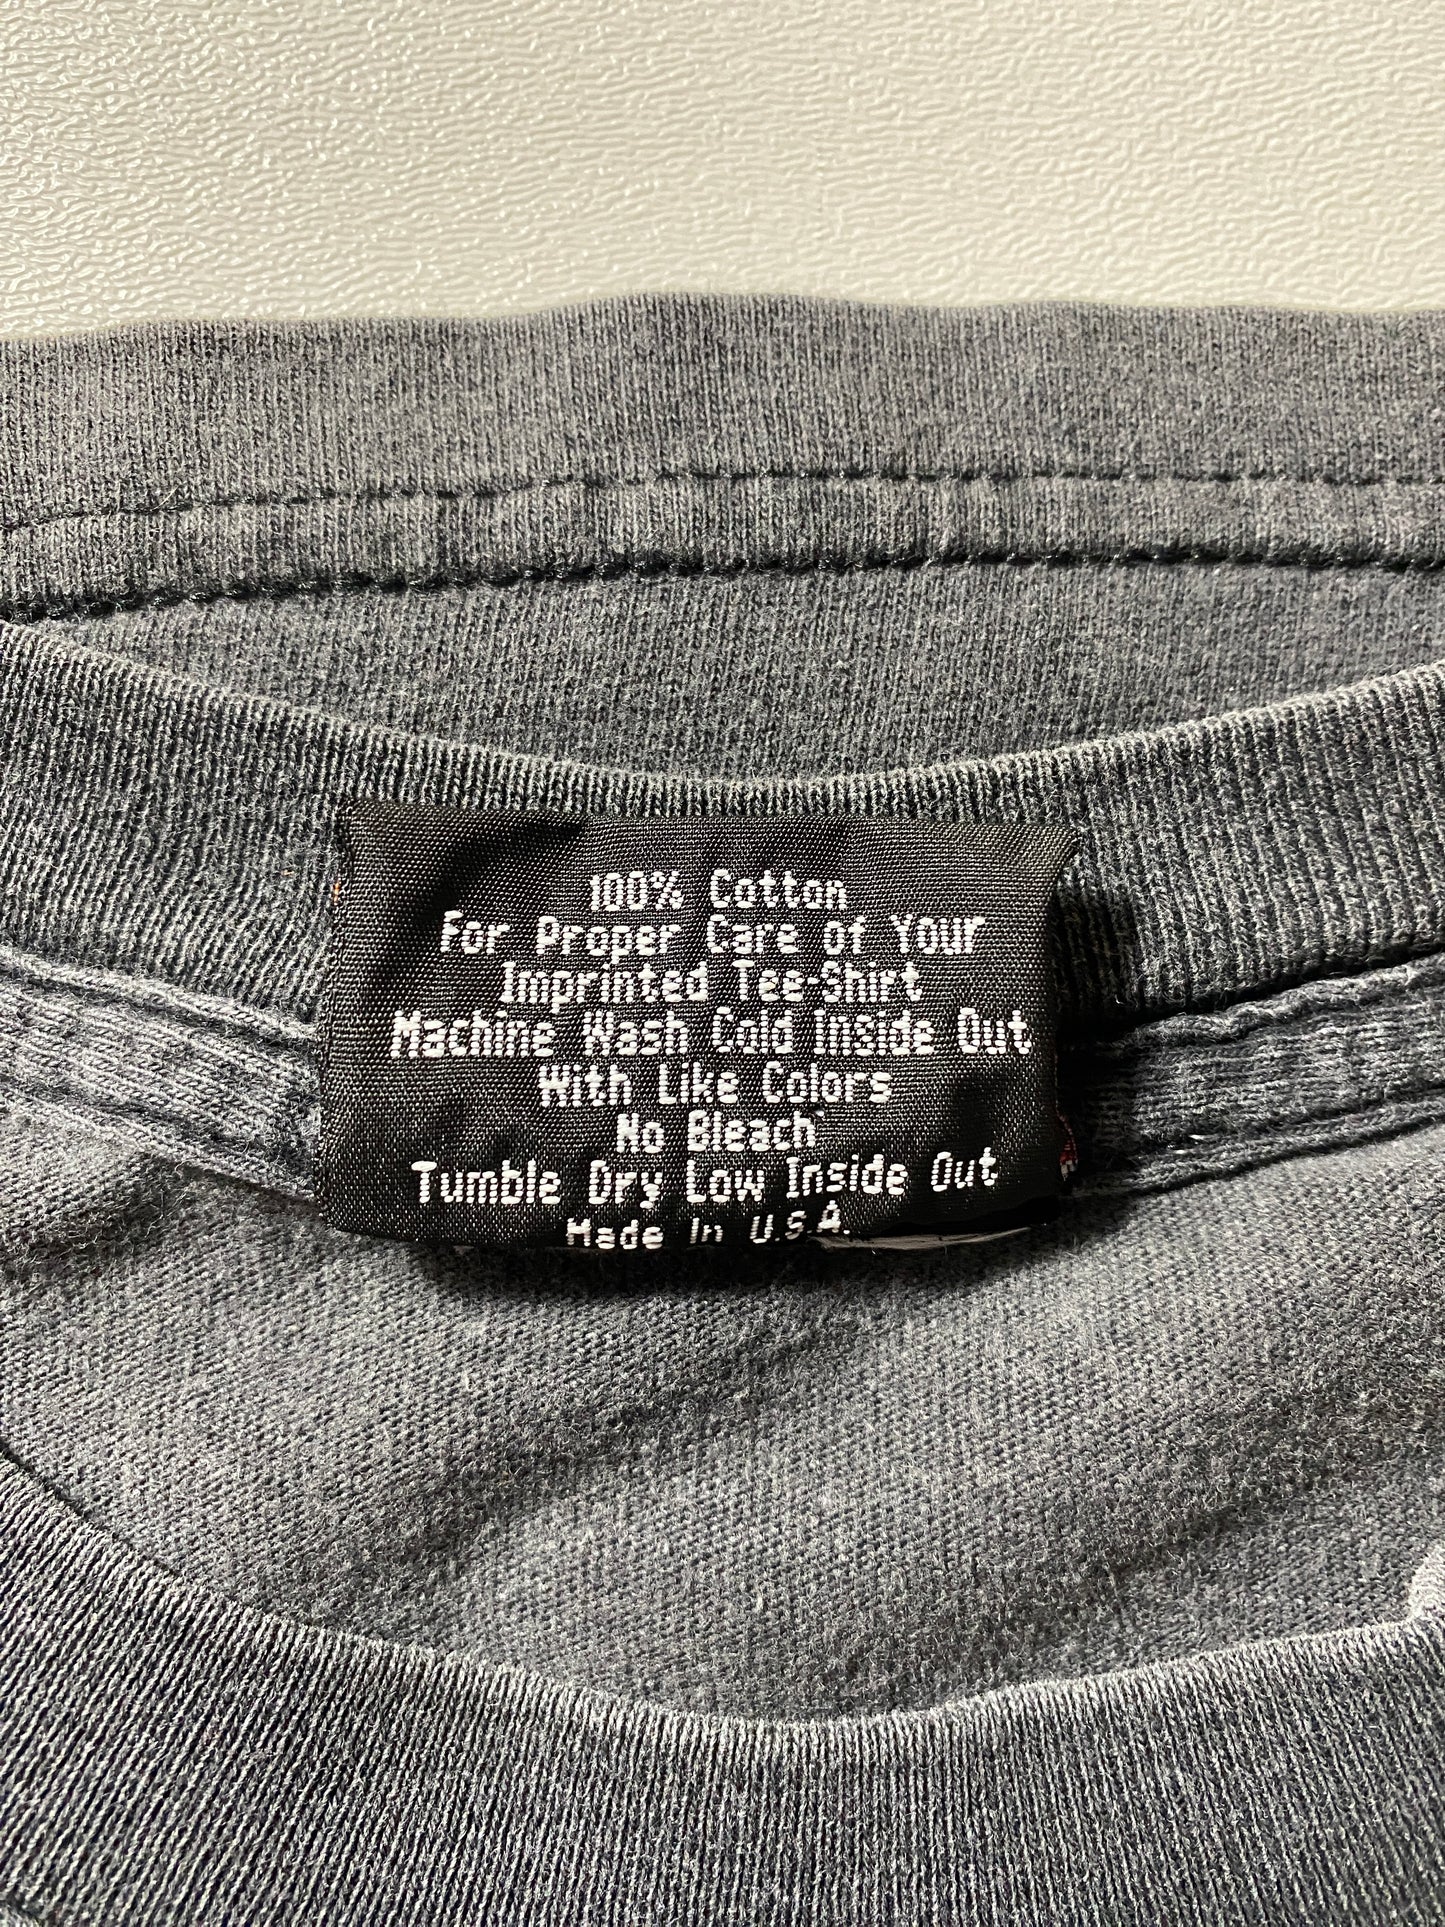 100% Cotton
For Proper Care of Your
Imprinted Tee-Shirt
Machine Wash Cold Inside Out
With Like Colors
No Bleach
Tumble Dry Low Inside Out
Made In U.S.A.